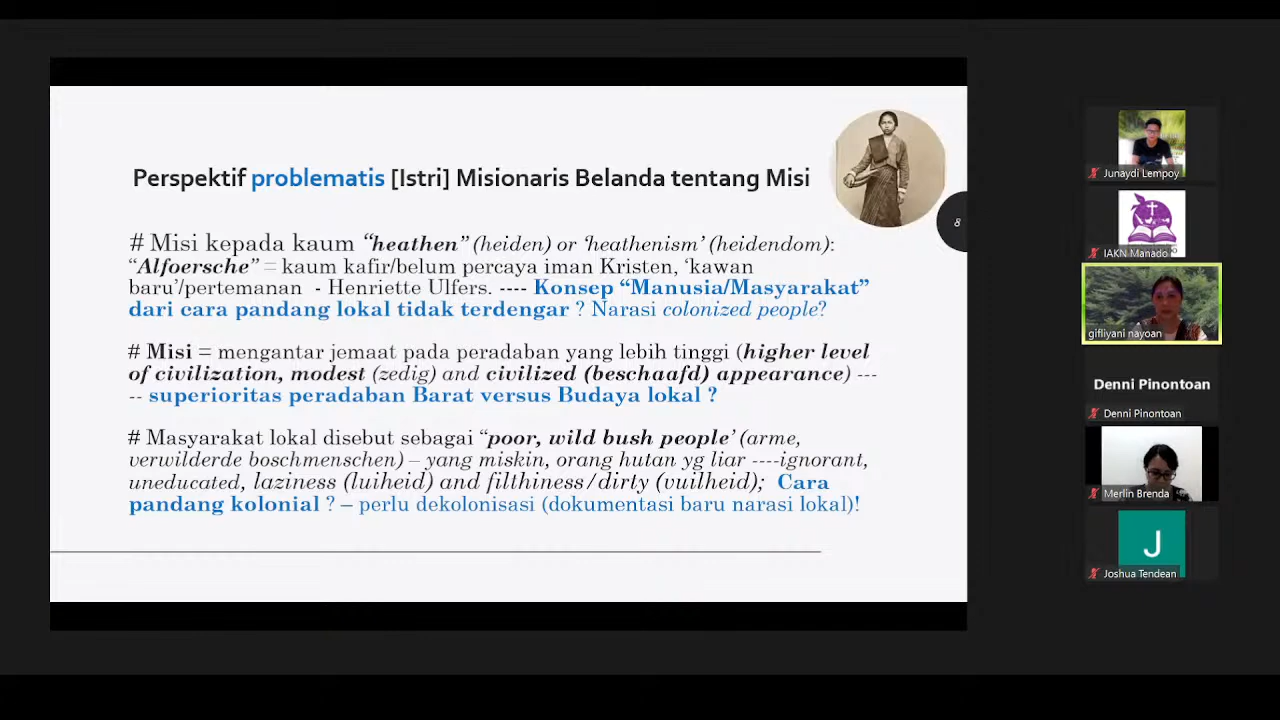 Perspektif problematis [Istri] Misionaris Belanda tentang Misi
8
# Misi kepada kaum “heathen” (heiden) or ‘heathenism’ (heidendom):
“Alfoersche” = kaum kafir/belum percaya iman Kristen, ‘kawan
baru’/pertemanan - Henriette Ulfers. ---- Konsep “Manusia/Masyarakat”
dari cara pandang lokal tidak terdengar ? Narasi colonized people?
# Misi = mengantar jemaat pada peradaban yang lebih tinggi (higher level
of civilization, modest (zedig) and civilized (beschaafd) appearance) ---
-- superioritas peradaban Barat versus Budaya lokal ?
# Masyarakat lokal disebut sebagai “poor, wild bush people’ (arme,
verwilderde boschmenschen) – yang miskin, orang hutan yg liar ----ignorant,
uneducated, laziness (luiheid) and filthiness/dirty (vuilheid); Cara
pandang kolonial ? – perlu dekolonisasi (dokumentasi baru narasi lokal)!
Junaydi Lempoy
IAKN Manado
gifliyani nayoan
Denni Pinontoan
Denni Pinontoan
Merlin Brenda
J
Joshua Tendean